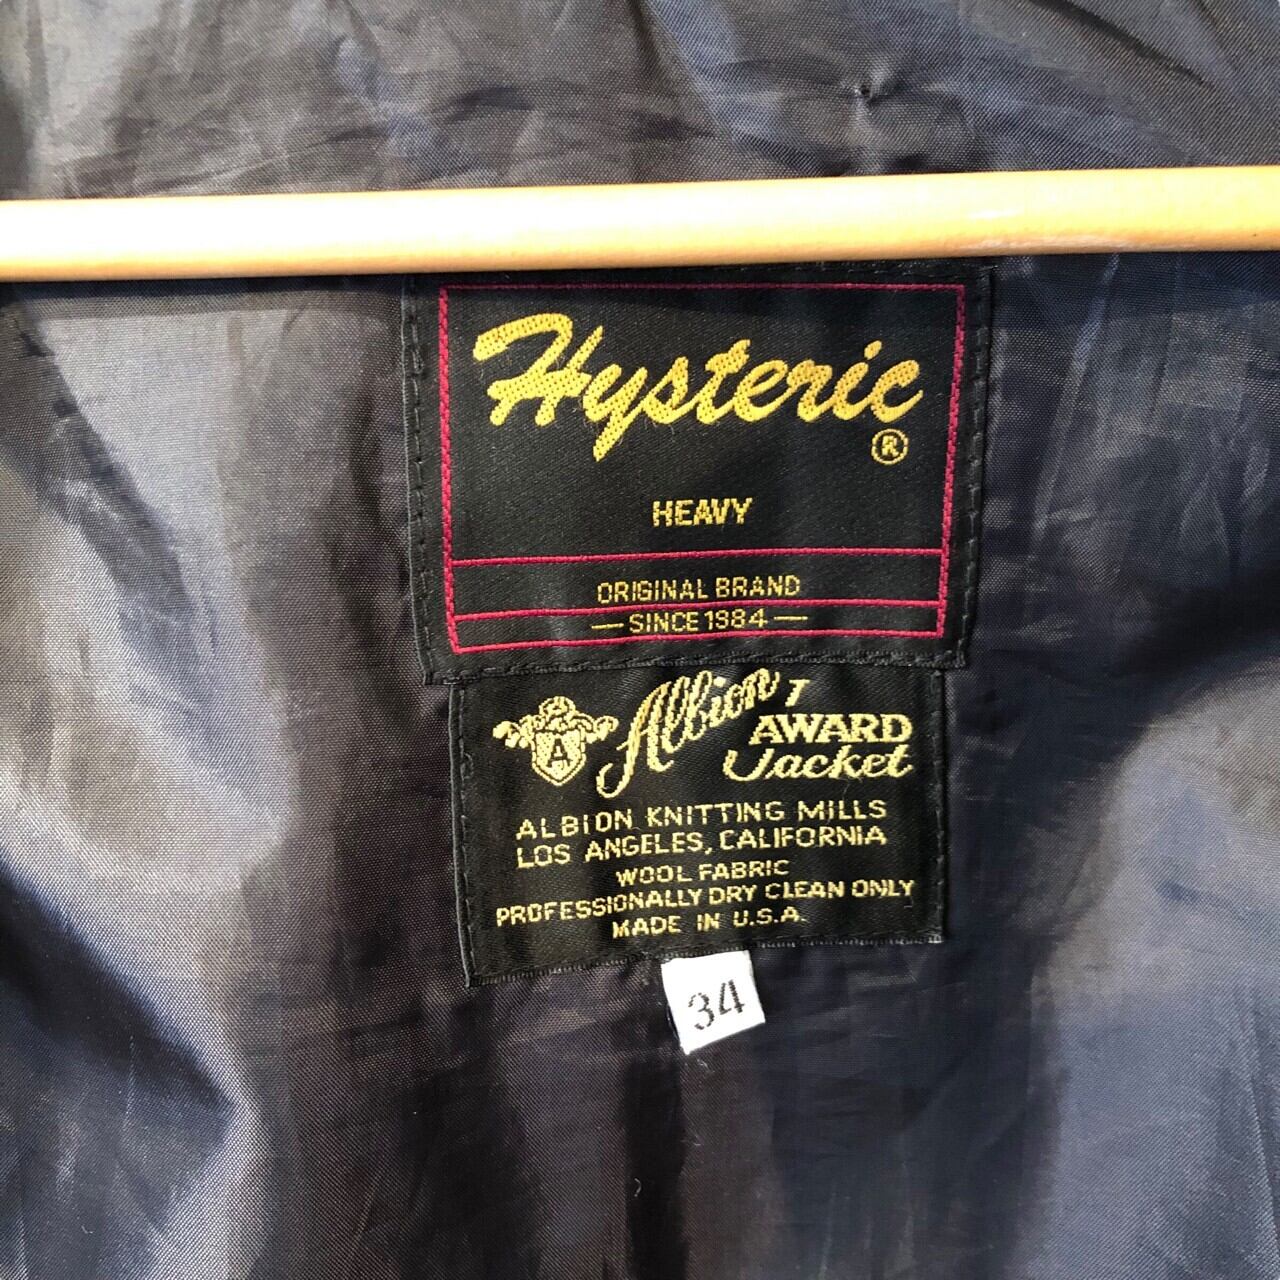 Hysteric
®
HEAVY
ORIGINAL BRAND
— SINCE 1984 —
A
Albion T
AWARD
Jacket
ALBION KNITTING MILLS
LOS ANGELES, CALIFORNIA
WOOL FABRIC
PROFESSIONALLY DRY CLEAN ONLY
MADE IN U.S.A.
34